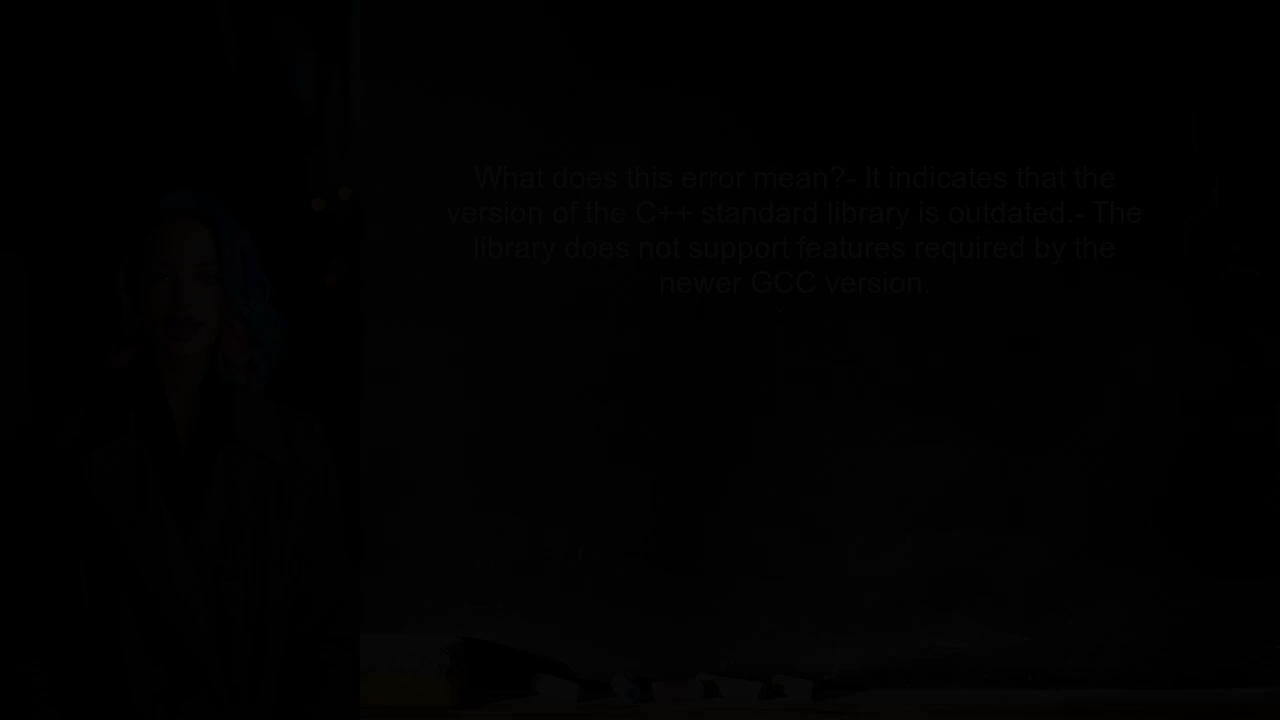 What does this error mean?- It indicates that the
version of the C++ standard library is outdated.- The
library does not support features required by the
newer GCC version.